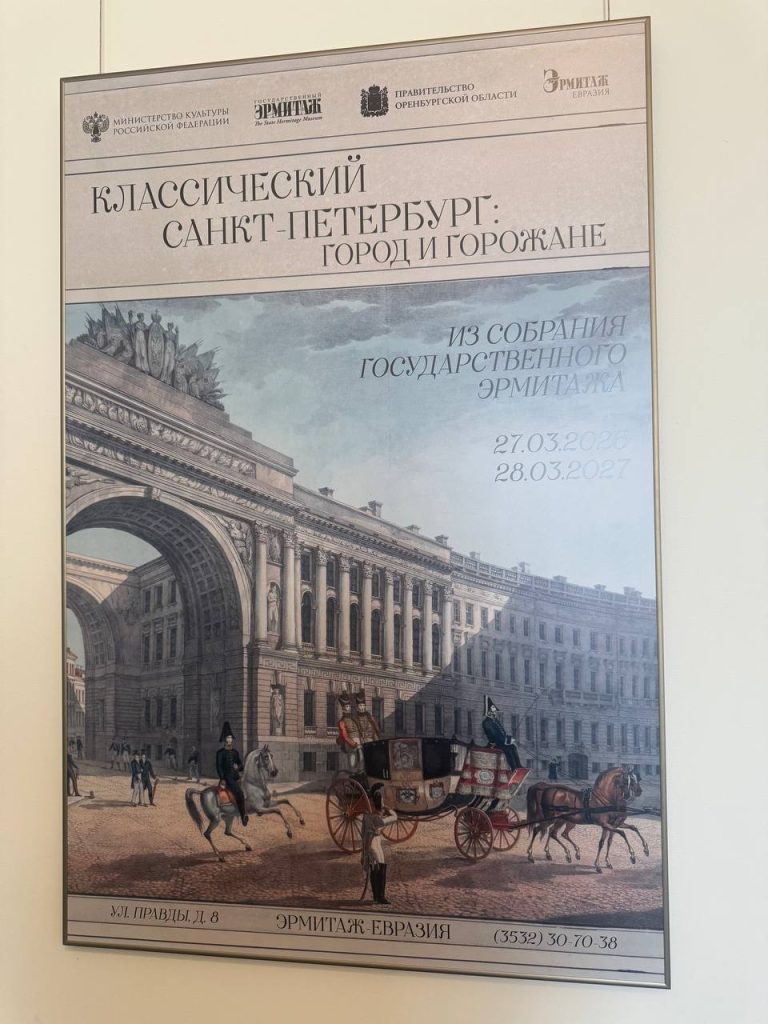 МИНИСТЕРСТВО КУЛЬТУРЫ
РОССИЙСКОЙ ФЕДЕРАЦИИ
ГОСУДАРСТВЕННЫЙ
ЭРМИТАЖ
The State Hermitage Museum
ПРАВИТЕЛЬСТВО
ОРЕНБУРГСКОЙ ОБЛАСТИ
ЭРМИТАЖ
ЕВРАЗИЯ
КЛАССИЧЕСКИЙ
САНКТ-ПЕТЕРБУРГ:
ГОРОД И ГОРОЖАНЕ
ИЗ СОБРАНИЯ
ГОСУДАРСТВЕННОГО
ЭРМИТАЖА
27.03.2026
28.03.2027
УЛ. ПРАВДЫ, Д. 8
ЭРМИТАЖ-ЕВРАЗИЯ
(3532) 30-70-38